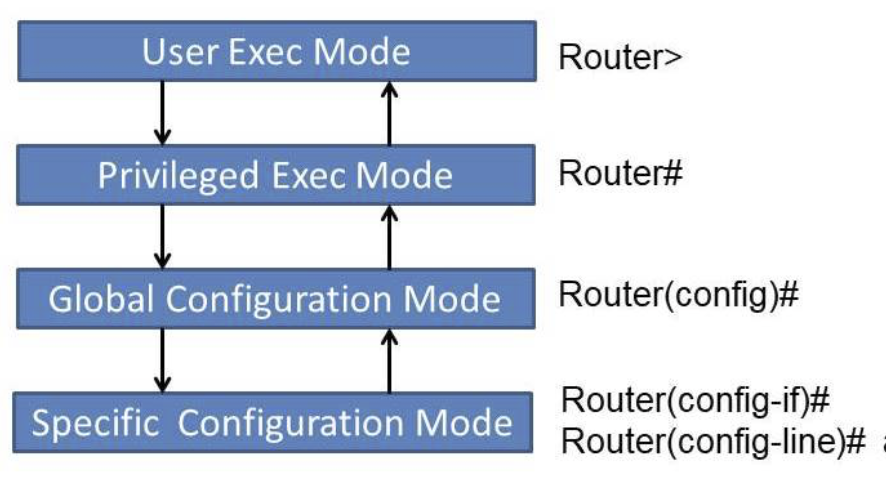 User Exec Mode Router>
Privileged Exec Mode Router#
Global Configuration Mode Router(config)#
Specific Configuration Mode Router(config-if)#
Router(config-line)#